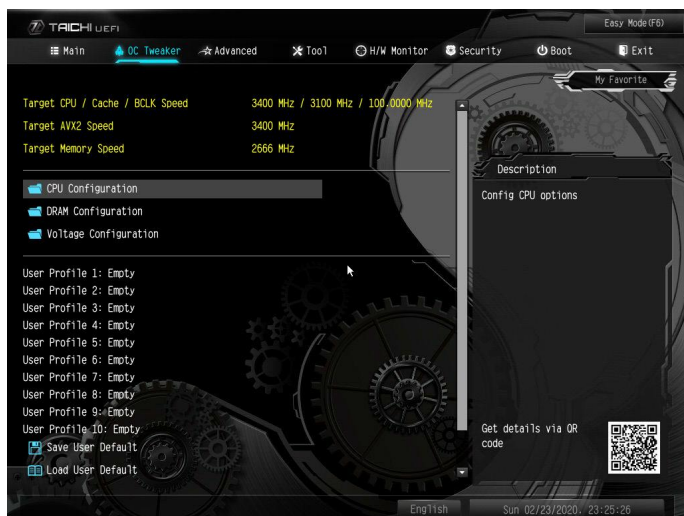 TAICHI UEFI
Easy Mode(F6)
Main OC Tweaker Advanced Tool H/W Monitor Security Boot Exit
My Favorite
Target CPU / Cache / BCLK Speed 3400 MHz / 3100 MHz / 100.0000 MHz
Target AVX2 Speed 3400 MHz
Target Memory Speed 2666 MHz
CPU Configuration
DRAM Configuration
Voltage Configuration
User Profile 1: Empty
User Profile 2: Empty
User Profile 3: Empty
User Profile 4: Empty
User Profile 5: Empty
User Profile 6: Empty
User Profile 7: Empty
User Profile 8: Empty
User Profile 9: Empty
User Profile 10: Empty
Save User Default
Load User Default
Description
Config CPU options
Get details via QR
code
English Sun 02/23/2020, 23:25:26